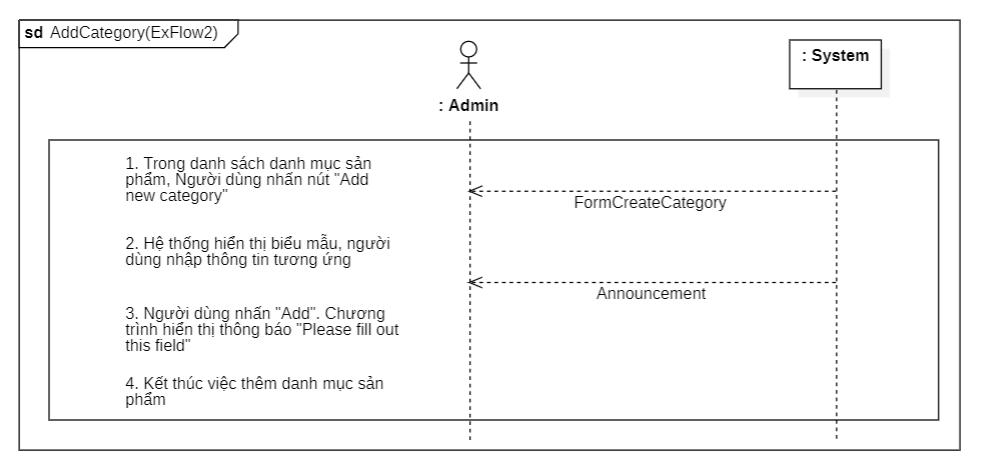 sd AddCategory(ExFlow2)
: Admin
: System
1. Trong danh sách danh mục sản
phẩm, Người dùng nhấn nút "Add
new category"
FormCreateCategory
2. Hệ thống hiển thị biểu mẫu, người
dùng nhập thông tin tương ứng
Announcement
3. Người dùng nhấn "Add". Chương
trình hiển thị thông báo "Please fill out
this field"
4. Kết thúc việc thêm danh mục sản
phẩm